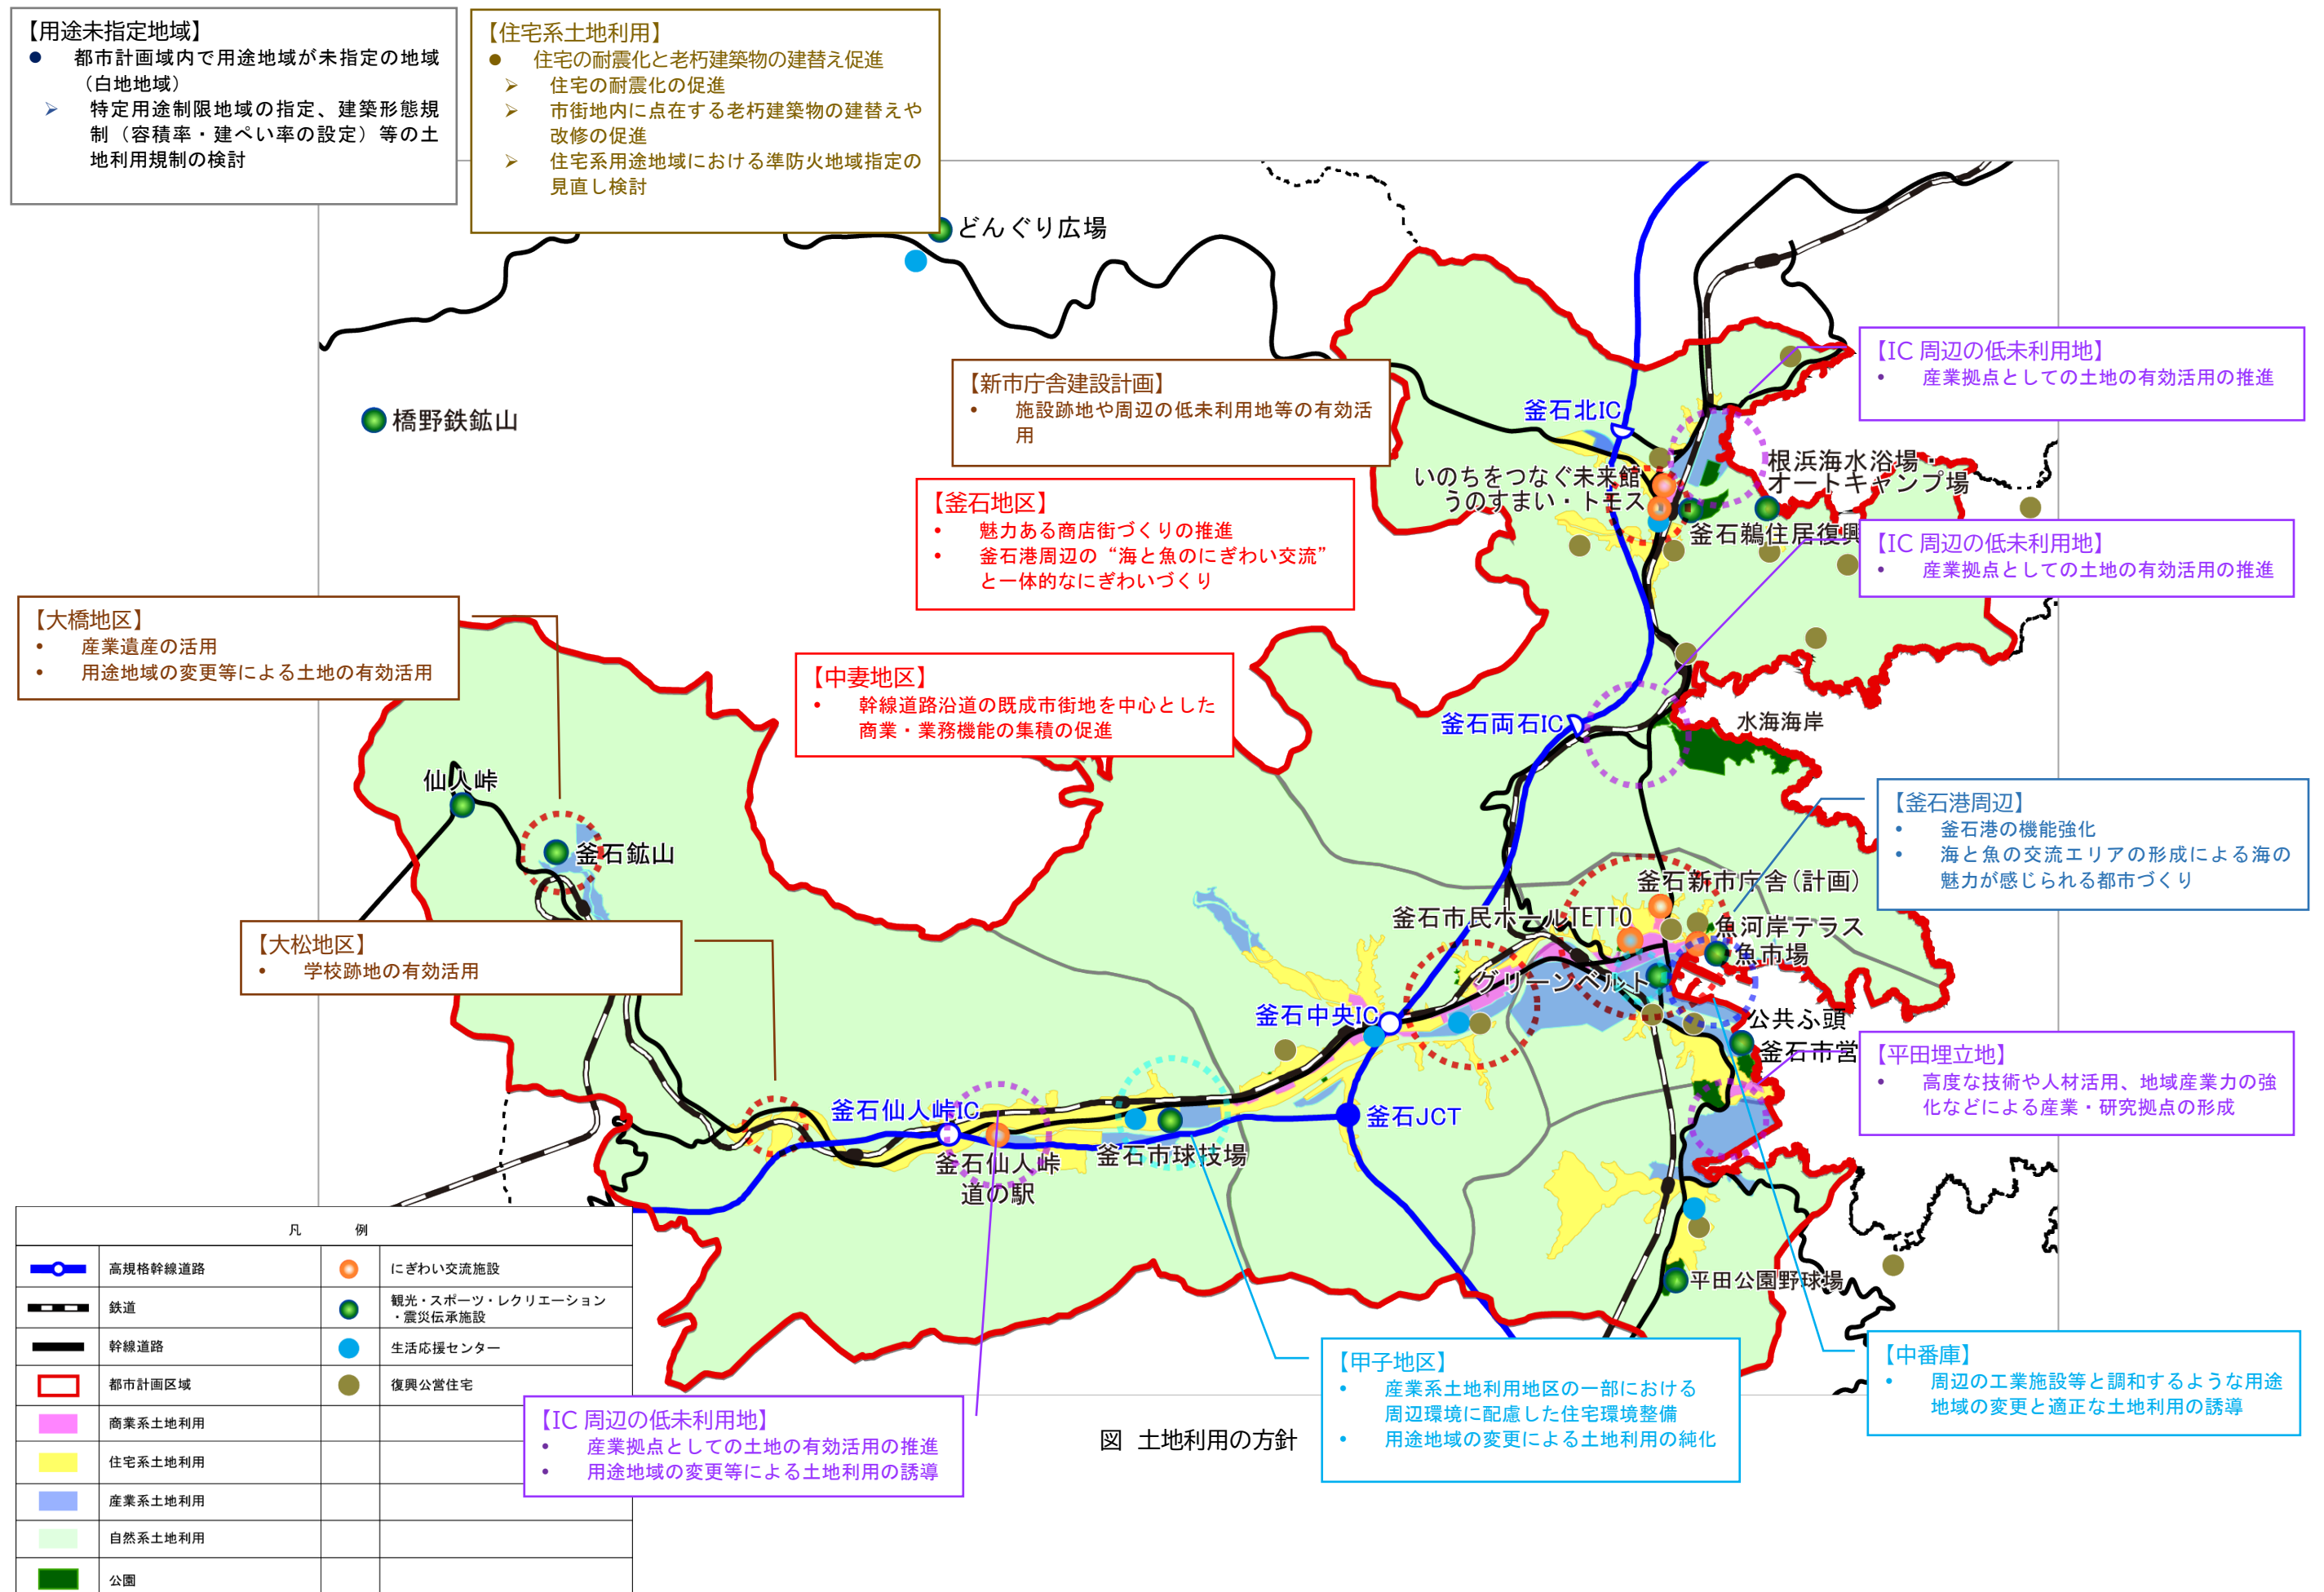 【用途未指定地域】
● 都市計画域内で用途地域が未指定の地域
（白地地域）
➢ 特定用途制限地域の指定、建築形態規
制（容積率・建ぺい率の設定）等の土
地利用規制の検討
【住宅系土地利用】
● 住宅の耐震化と老朽建築物の建替え促進
➢ 住宅の耐震化の促進
➢ 市街地内に点在する老朽建築物の建替えや
改修の促進
➢ 住宅系用途地域における準防火地域指定の
見直し検討
どんぐり広場
橋野鉄鉱山
【新市庁舎建設計画】
• 施設跡地や周辺の低未利用地等の有効活
用
【IC 周辺の低未利用地】
• 産業拠点としての土地の有効活用の推進
釜石北IC
いのちをつなぐ未来館
うのすまい・トモス
根浜海水浴場・
オートキャンプ場
釜石鵜住居復興
【釜石地区】
• 魅力ある商店街づくりの推進
• 釜石港周辺の“海と魚のにぎわい交流”
と一体的なにぎわいづくり
【IC 周辺の低未利用地】
• 産業拠点としての土地の有効活用の推進
【大橋地区】
• 産業遺産の活用
• 用途地域の変更等による土地の有効活用
【中妻地区】
• 幹線道路沿道の既成市街地を中心とした
商業・業務機能の集積の促進
釜石両石IC
水海海岸
仙人峠
釜石鉱山
【釜石港周辺】
• 釜石港の機能強化
• 海と魚の交流エリアの形成による海の
魅力が感じられる都市づくり
釜石新市庁舎(計画)
釜石市民ホールTETTO
魚河岸テラス
魚市場
グリーンベルト
【大松地区】
• 学校跡地の有効活用
釜石中央IC
公共ふ頭
釜石市営
【平田埋立地】
• 高度な技術や人材活用、地域産業力の強
化などによる産業・研究拠点の形成
釜石仙人峠IC
釜石JCT
釜石仙人峠
道の駅
釜石市球技場
平田公園野球場
凡 例
高規格幹線道路
にぎわい交流施設
鉄道
観光・スポーツ・レクリエーション
・震災伝承施設
幹線道路
生活応援センター
都市計画区域
復興公営住宅
商業系土地利用
住宅系土地利用
産業系土地利用
自然系土地利用
公園
【IC 周辺の低未利用地】
• 産業拠点としての土地の有効活用の推進
• 用途地域の変更等による土地利用の誘導
図 土地利用の方針
【甲子地区】
• 産業系土地利用地区の一部における
周辺環境に配慮した住宅環境整備
• 用途地域の変更による土地利用の純化
【中番庫】
• 周辺の工業施設等と調和するような用途
地域の変更と適正な土地利用の誘導